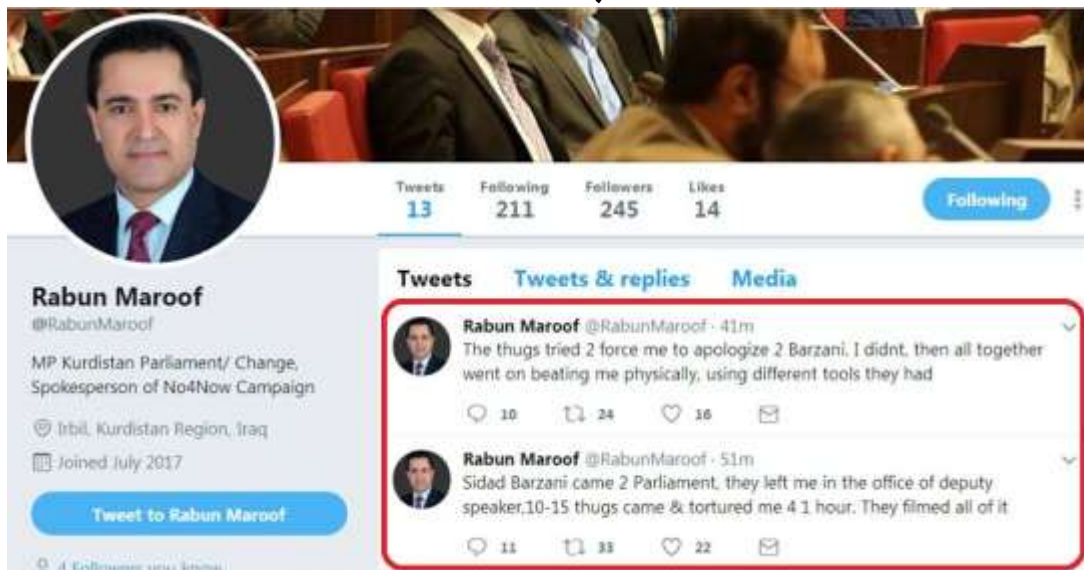 Tweets Following Followers Likes
13 211 245 14
Following
Tweets Tweets & replies Media
Rabun Maroof
@RabunMaroof
MP Kurdistan Parliament/ Change,
Spokesperson of No4Now Campaign
Irbil, Kurdistan Region, Iraq
Joined July 2017
Tweet to Rabun Maroof
4 Followers you know
Rabun Maroof @RabunMaroof · 41m
The thugs tried 2 force me to apologize 2 Barzani. I didnt, then all together
went on beating me physically, using different tools they had
10 24 16
Rabun Maroof @RabunMaroof · 51m
Sidad Barzani came 2 Parliament, they left me in the office of deputy
speaker,10-15 thugs came & tortured me 4 1 hour. They filmed all of it
11 33 22